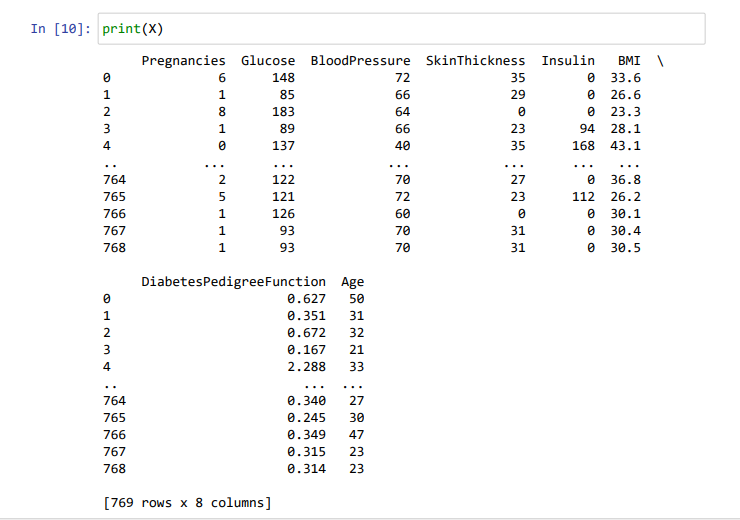 In [10]: print(X)
Pregnancies Glucose BloodPressure SkinThickness Insulin BMI \
0 6 148 72 35 0 33.6
1 1 85 66 29 0 26.6
2 8 183 64 0 0 23.3
3 1 89 66 23 94 28.1
4 0 137 40 35 168 43.1
.. ... ... ... ... ... ...
764 2 122 70 27 0 36.8
765 5 121 72 23 112 26.2
766 1 126 60 0 0 30.1
767 1 93 70 31 0 30.4
768 1 93 70 31 0 30.5
DiabetesPedigreeFunction Age
0 0.627 50
1 0.351 31
2 0.672 32
3 0.167 21
4 2.288 33
.. ... ...
764 0.340 27
765 0.245 30
766 0.349 47
767 0.315 23
768 0.314 23
[769 rows x 8 columns]